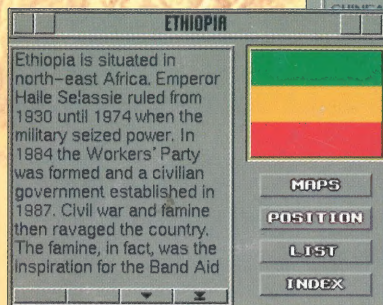 ETHIOPIA
Ethiopia is situated in
north-east Africa. Emperor
Haile Selassie ruled from
1930 until 1974 when the
military seized power. In
1984 the Workers' Party
was formed and a civilian
government established in
1987. Civil war and famine
then ravaged the country.
The famine, in fact, was the
inspiration for the Band Aid
MAPS
POSITION
LIST
INDEX